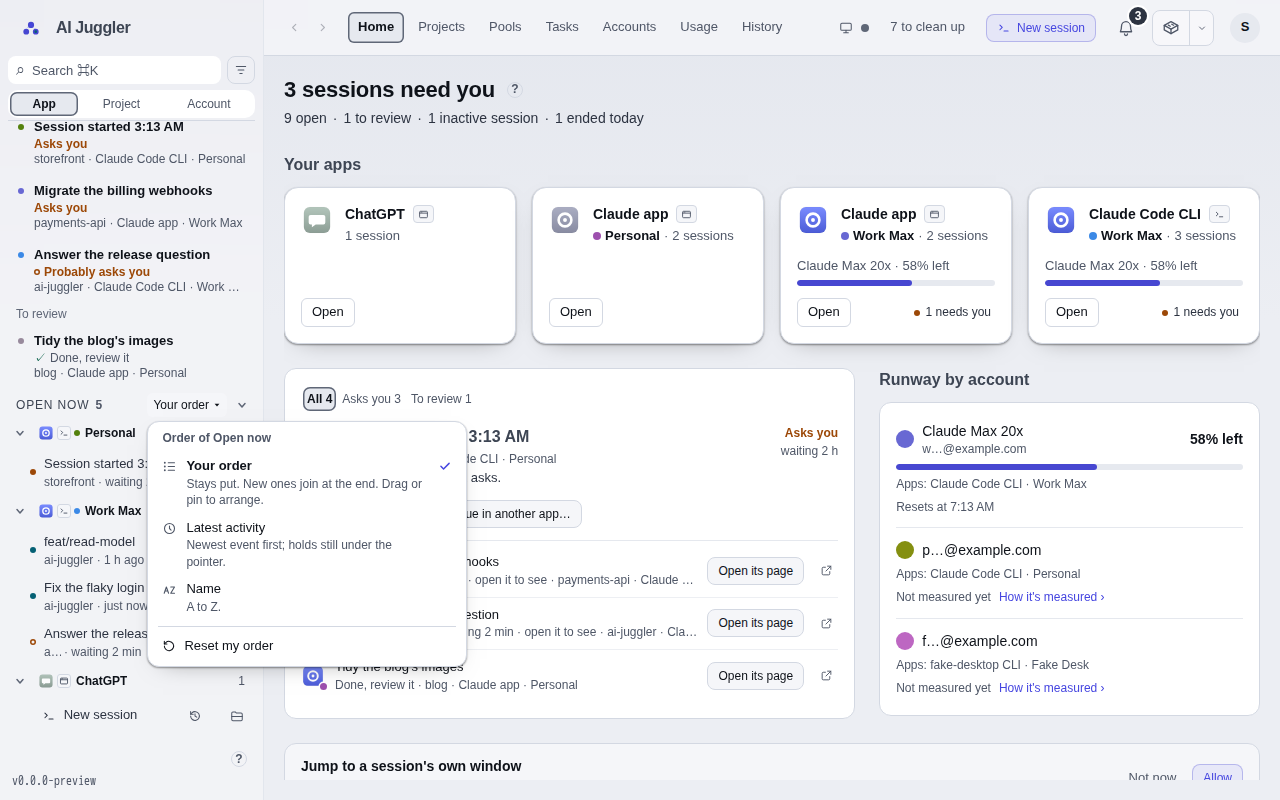 AI Juggler
Search ⌘K
App Project Account
Session started 3:13 AM
Asks you
storefront · Claude Code CLI · Personal
Migrate the billing webhooks
Asks you
payments-api · Claude app · Work Max
Answer the release question
Probably asks you
ai-juggler · Claude Code CLI · Work …
To review
Tidy the blog's images
✓ Done, review it
blog · Claude app · Personal
OPEN NOW 5 Your order
Personal
Session started 3:
storefront · waiting
Work Max
feat/read-model
ai-juggler · 1 h ago
Fix the flaky login
ai-juggler · just now
Answer the releas
a… · waiting 2 min
ChatGPT 1
New session
?
v0.0.0-preview
Home Projects Pools Tasks Accounts Usage History
7 to clean up
New session
3
S
3 sessions need you ?
9 open · 1 to review · 1 inactive session · 1 ended today
Your apps
ChatGPT
1 session
Open
Claude app
Personal · 2 sessions
Open
Claude app
Work Max · 2 sessions
Claude Max 20x · 58% left
Open 1 needs you
Claude Code CLI
Work Max · 3 sessions
Claude Max 20x · 58% left
Open 1 needs you
All 4 Asks you 3 To review 1
3:13 AM
Asks you
de CLI · Personal
waiting 2 h
asks.
ue in another app…
hooks
· open it to see · payments-api · Claude …
Open its page
estion
ng 2 min · open it to see · ai-juggler · Cla…
Open its page
Tidy the blog's images
Done, review it · blog · Claude app · Personal
Open its page
Order of Open now
Your order
Stays put. New ones join at the end. Drag or
pin to arrange.
Latest activity
Newest event first; holds still under the
pointer.
AZ Name
A to Z.
Reset my order
Runway by account
Claude Max 20x
w…@example.com
58% left
Apps: Claude Code CLI · Work Max
Resets at 7:13 AM
p…@example.com
Apps: Claude Code CLI · Personal
Not measured yet How it's measured ›
f…@example.com
Apps: fake-desktop CLI · Fake Desk
Not measured yet How it's measured ›
Jump to a session's own window
Not now Allow